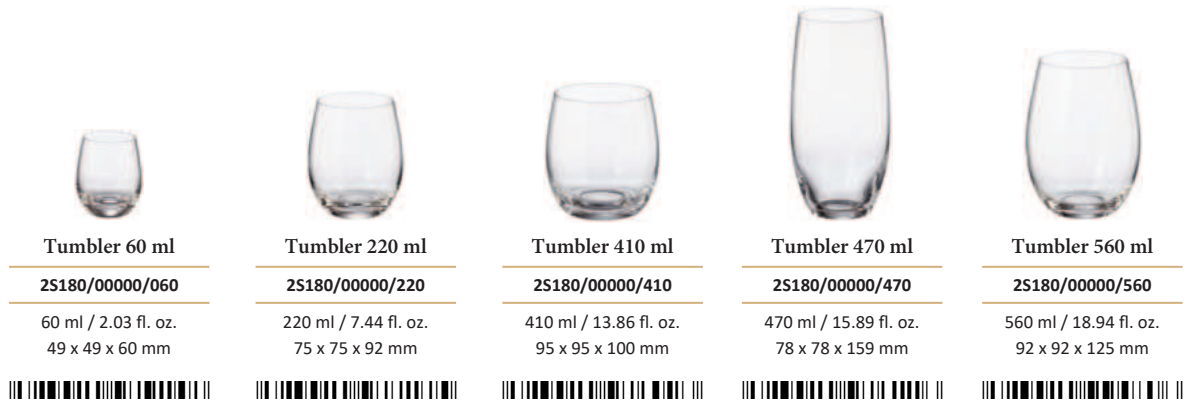 Tumbler 60 ml
2S180/00000/060
60 ml / 2.03 fl. oz.
49 x 49 x 60 mm
Tumbler 220 ml
2S180/00000/220
220 ml / 7.44 fl. oz.
75 x 75 x 92 mm
Tumbler 410 ml
2S180/00000/410
410 ml / 13.86 fl. oz.
95 x 95 x 100 mm
Tumbler 470 ml
2S180/00000/470
470 ml / 15.89 fl. oz.
78 x 78 x 159 mm
Tumbler 560 ml
2S180/00000/560
560 ml / 18.94 fl. oz.
92 x 92 x 125 mm